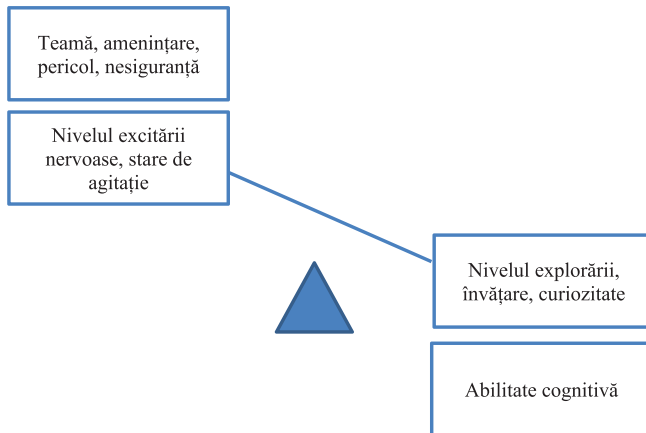 Teamă, amenințare,
pericol, nesiguranță
Nivelul excitării
nervoase, stare de
agitație
Nivelul explorării,
învățare, curiozitate
Abilitate cognitivă